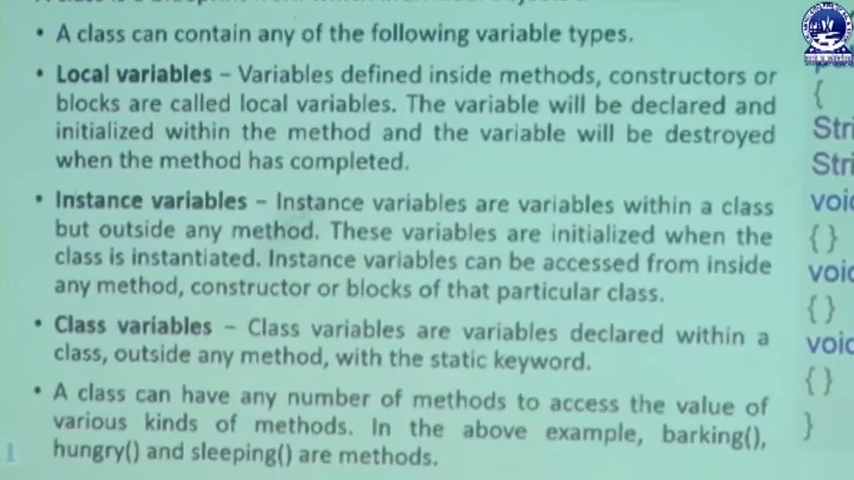 • A class can contain any of the following variable types.
• Local variables – Variables defined inside methods, constructors or
blocks are called local variables. The variable will be declared and
initialized within the method and the variable will be destroyed
when the method has completed.
• Instance variables – Instance variables are variables within a class
but outside any method. These variables are initialized when the
class is instantiated. Instance variables can be accessed from inside
any method, constructor or blocks of that particular class.
• Class variables – Class variables are variables declared within a
class, outside any method, with the static keyword.
• A class can have any number of methods to access the value of
various kinds of methods. In the above example, barking(),
hungry() and sleeping() are methods.
{
Stri
Stri
void
{ }
void
{ }
void
{ }
}